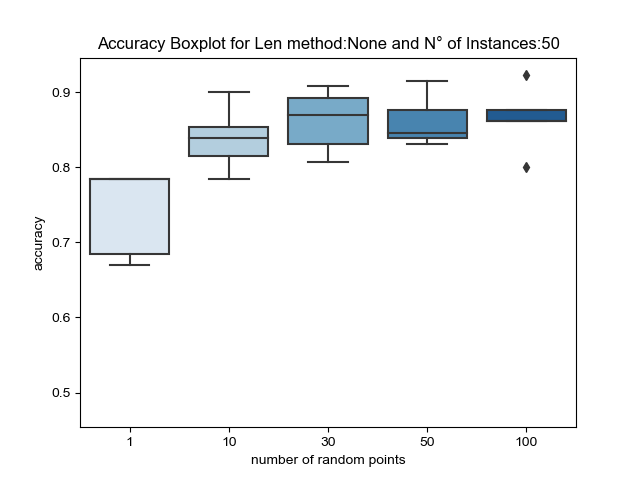 Accuracy Boxplot for Len method:None and N° of Instances:50
accuracy
0.9
0.8
0.7
0.6
0.5
1 10 30 50 100
number of random points